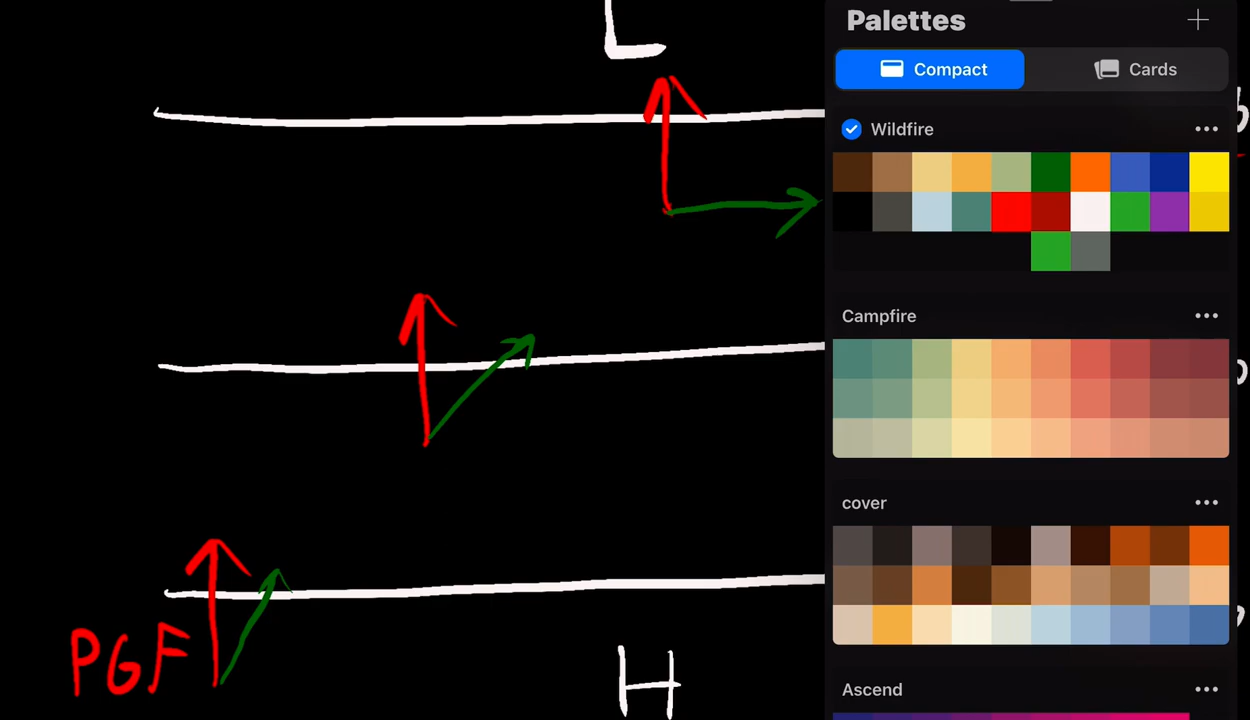 L
Palettes
Compact
Cards
Wildfire
Campfire
cover
PGF
H
Ascend